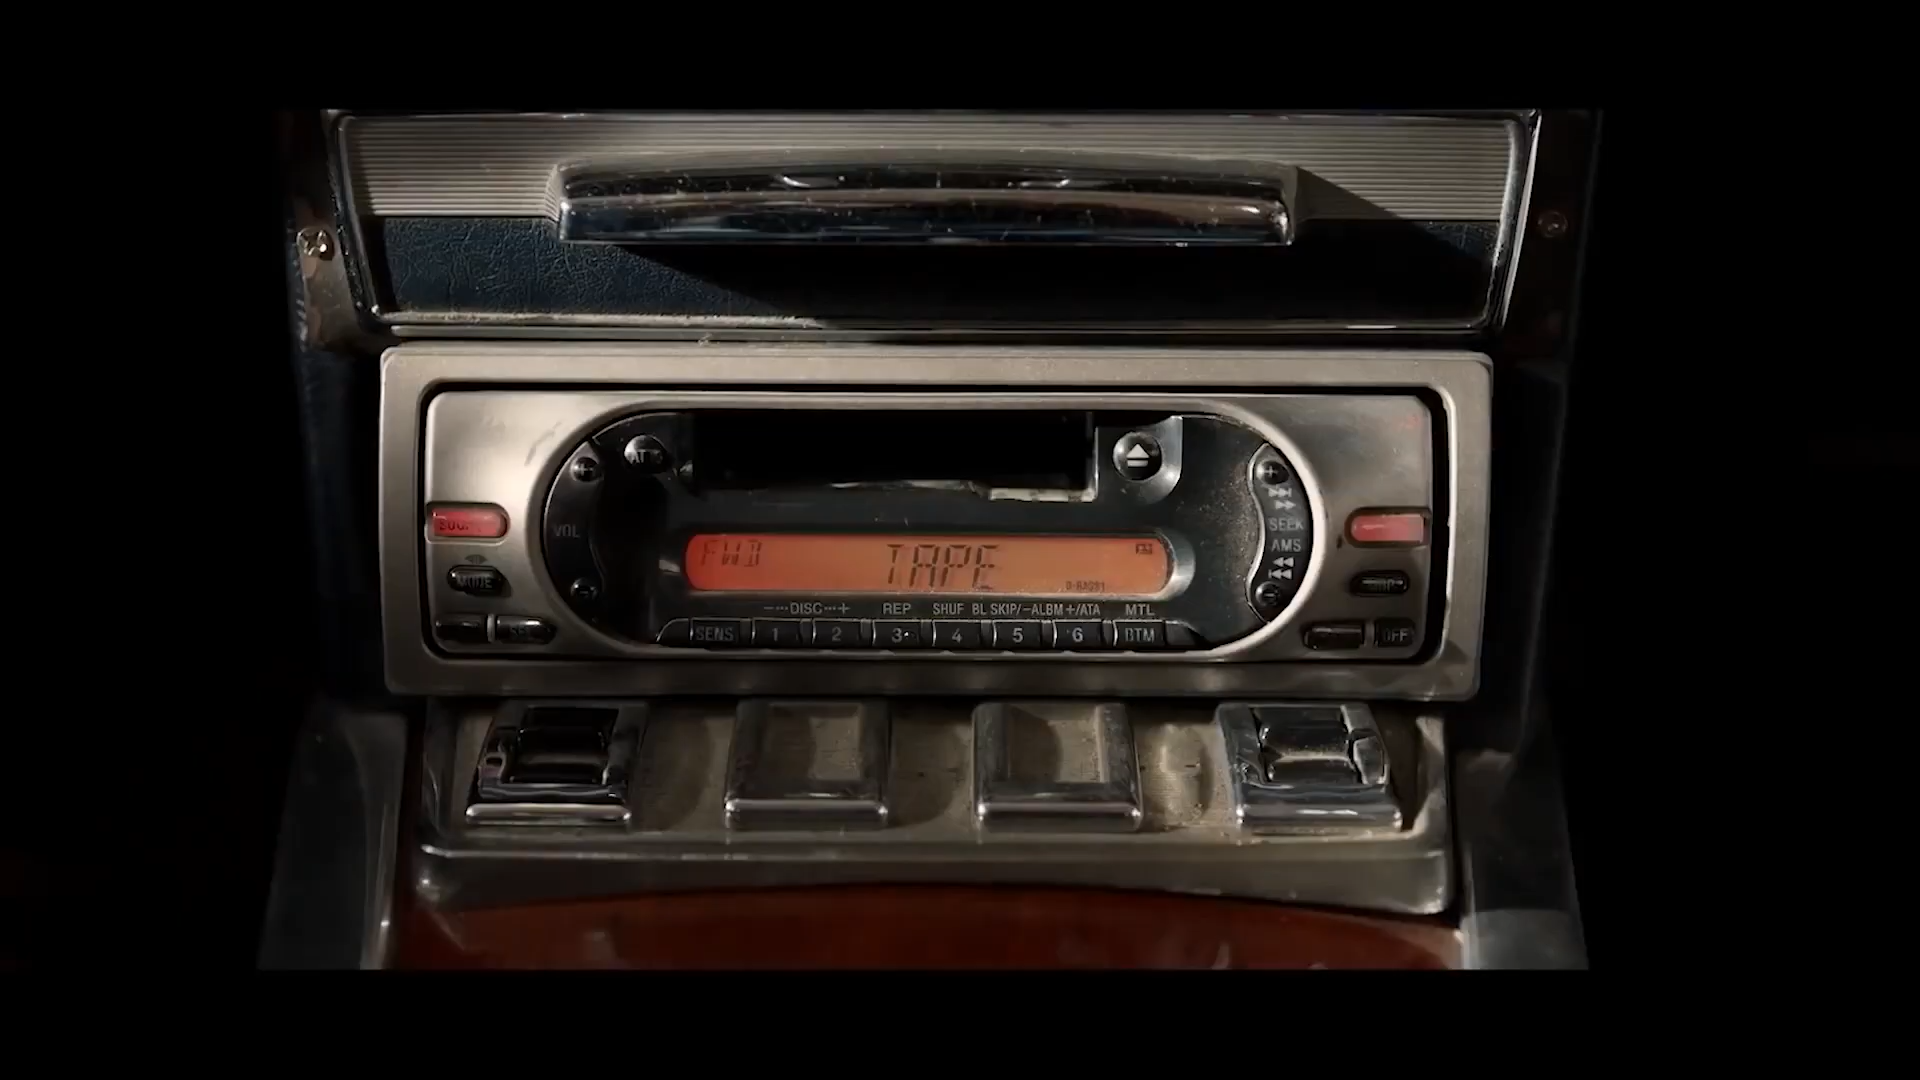 ATT
VOL
SEEK
AMS
MODE
FWD TAPE
DISC REP SHUF BL SKIP/-ALBM+/ATA MTL
SENS 1 2 3 4 5 6 BTM
OFF